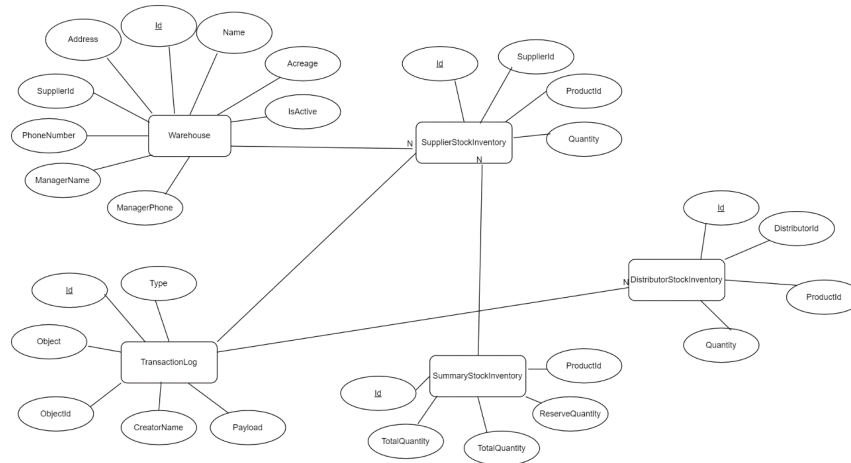 Id
Name
Address
Acreage
SupplierId
IsActive
PhoneNumber
Warehouse
ManagerName
ManagerPhone
N
Id
SupplierId
ProductId
SupplierStockInventory
Quantity
N
Id
DistributorId
N
DistributorStockInventory
ProductId
Quantity
Id
Type
Object
TransactionLog
ObjectId
CreatorName
Payload
ProductId
SummaryStockInventory
Id
ReserveQuantity
TotalQuantity
TotalQuantity